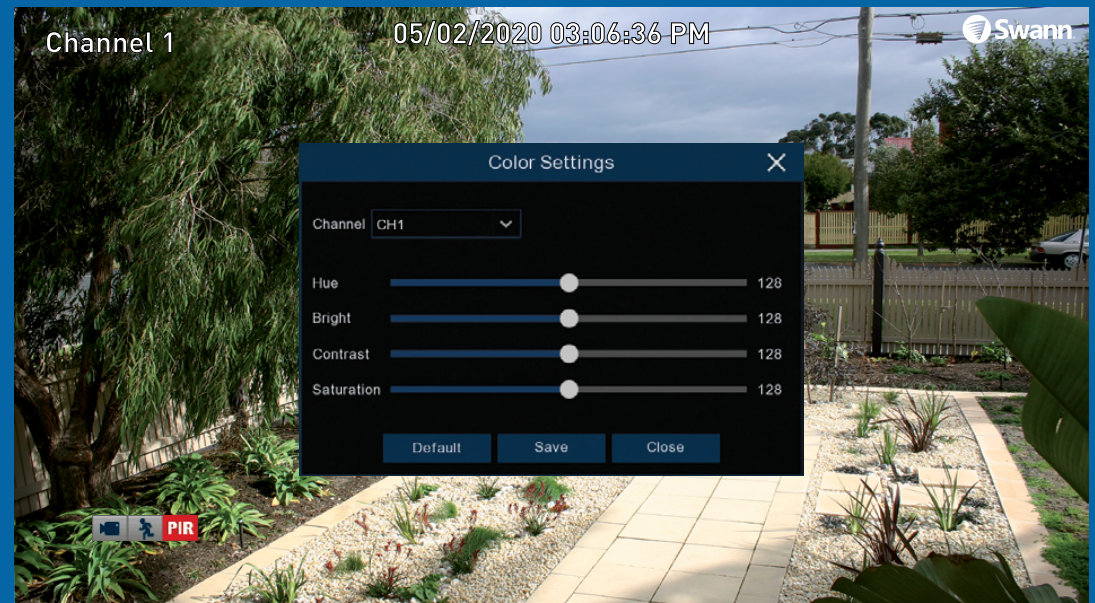 Channel 1
05/02/2020 03:06:36 PM
Swann
Color Settings
Channel CH1
Hue 128
Bright 128
Contrast 128
Saturation 128
Default Save Close
PIR